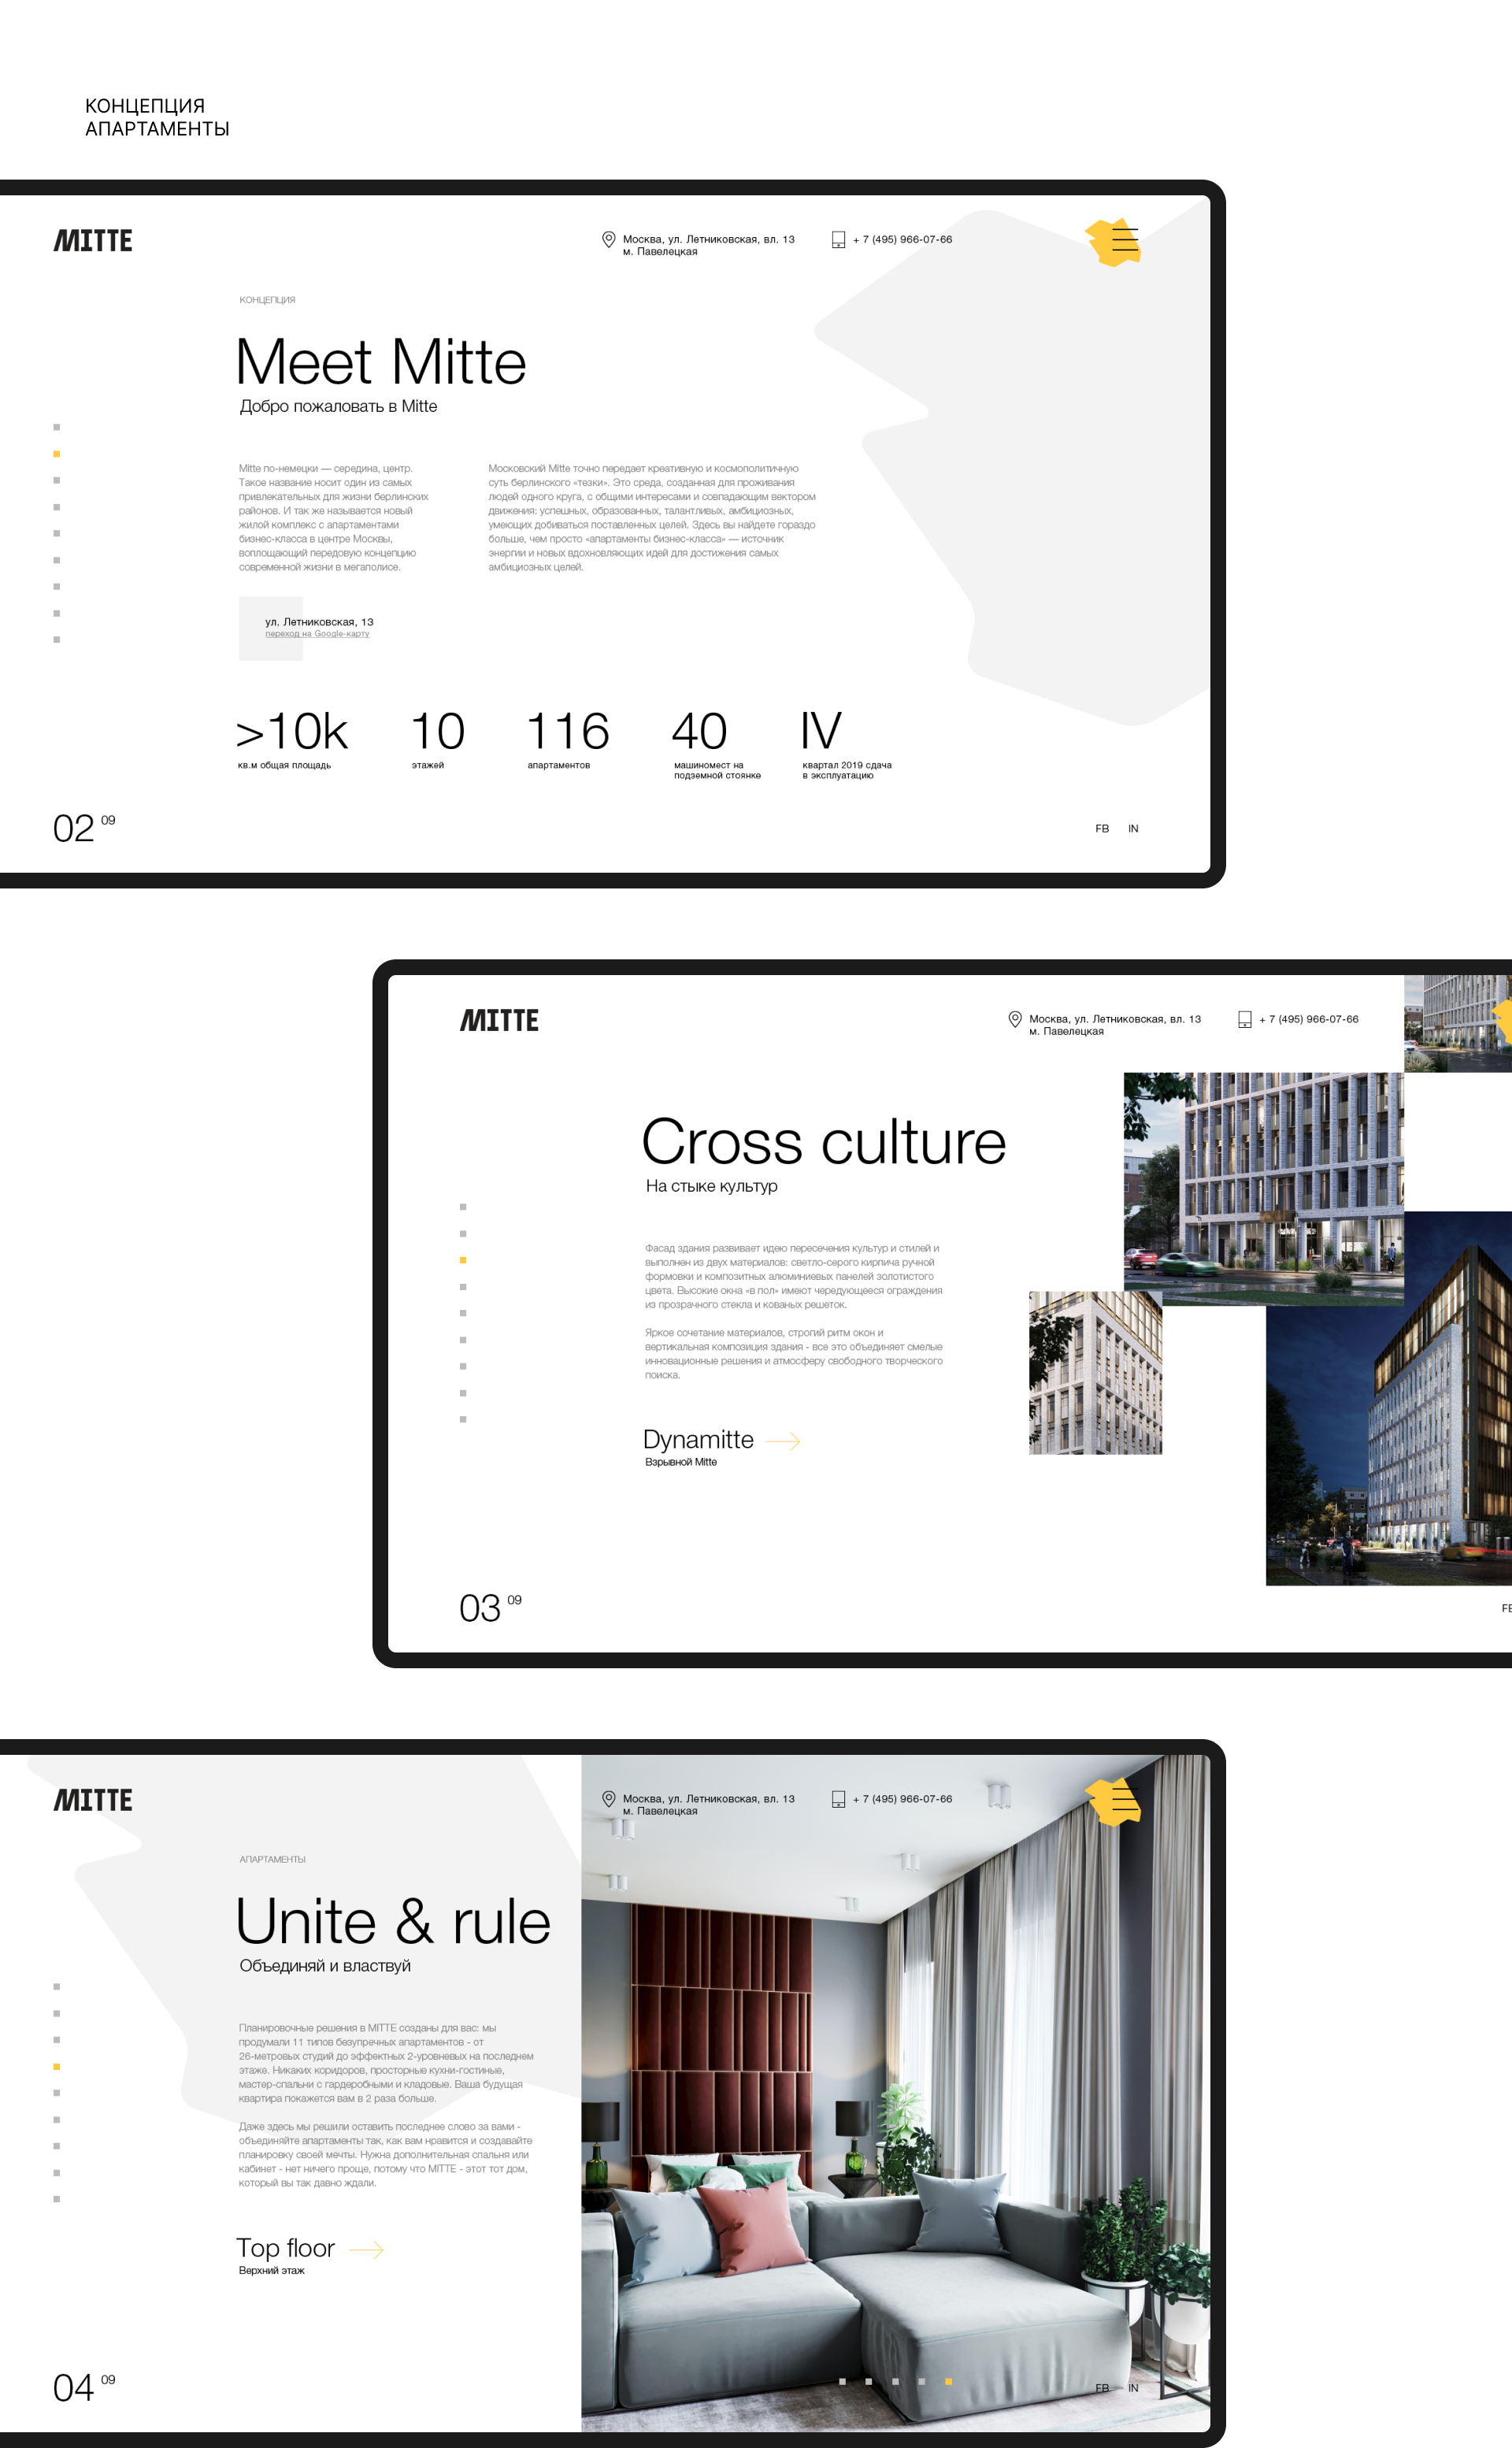 КОНЦЕПЦИЯ
АПАРТАМЕНТЫ
MITTE
Москва, ул. Летниковская, вл. 13
м. Павелецкая
+ 7 (495) 966-07-66
КОНЦЕПЦИЯ
Meet Mitte
Добро пожаловать в Mitte
Mitte по-немецки — середина, центр.
Такое название носит один из самых
привлекательных для жизни берлинских
районов. И так же называется новый
жилой комплекс с апартаментами
бизнес-класса в центре Москвы,
воплощающий передовую концепцию
современной жизни в мегаполисе.
Московский Mitte точно передает креативную и космополитичную
суть берлинского «тезки». Это среда, созданная для проживания
людей одного круга, с общими интересами и совпадающим вектором
движения: успешных, образованных, талантливых, амбициозных,
умеющих добиваться поставленных целей. Здесь вы найдете гораздо
больше, чем просто «апартаменты бизнес-класса» — источник
энергии и новых вдохновляющих идей для достижения самых
амбициозных целей.
ул. Летниковская, 13
переход на Google-карту
>10k
кв.м общая площадь
10
этажей
116
апартаментов
40
машиномест на
подземной стоянке
IV
квартал 2019 сдача
в эксплуатацию
02 09
FB IN
MITTE
Москва, ул. Летниковская, вл. 13
м. Павелецкая
+ 7 (495) 966-07-66
Cross culture
На стыке культур
Фасад здания развивает идею пересечения культур и стилей и
выполнен из двух материалов: светло-серого кирпича ручной
формовки и композитных алюминиевых панелей золотистого
цвета. Высокие окна «в пол» имеют чередующееся ограждения
из прозрачного стекла и кованых решеток.
Яркое сочетание материалов, строгий ритм окон и
вертикальная композиция здания - все это объединяет смелые
инновационные решения и атмосферу свободного творческого
поиска.
Dynamitte
Взрывной Mitte
03 09
MITTE
Москва, ул. Летниковская, вл. 13
м. Павелецкая
+ 7 (495) 966-07-66
АПАРТАМЕНТЫ
Unite & rule
Объединяй и властвуй
Планировочные решения в MITTE созданы для вас: мы
продумали 11 типов безупречных апартаментов - от
26-метровых студий до эффектных 2-уровневых на последнем
этаже. Никаких коридоров, просторные кухни-гостиные,
мастер-спальни с гардеробными и кладовые. Ваша будущая
квартира покажется вам в 2 раза больше.
Даже здесь мы решили оставить последнее слово за вами -
объединяйте апартаменты так, как вам нравится и создавайте
планировку своей мечты. Нужна дополнительная спальня или
кабинет - нет ничего проще, потому что MITTE - этот тот дом,
который вы так давно ждали.
Top floor
Верхний этаж
04 09
FB IN